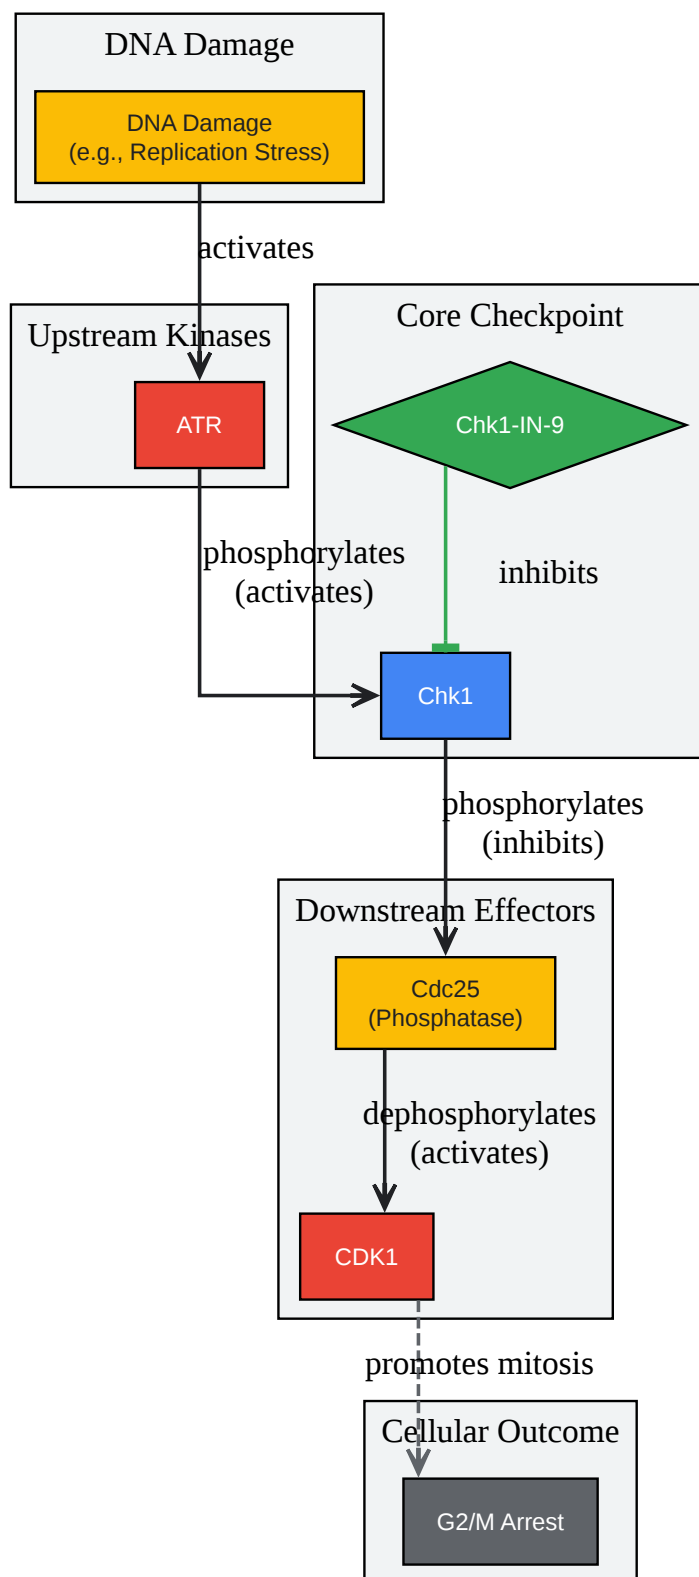 DNA Damage
DNA Damage
(e.g., Replication Stress)
activates
Upstream Kinases
ATR
Core Checkpoint
Chk1-IN-9
phosphorylates
(activates)
inhibits
Chk1
phosphorylates
(inhibits)
Downstream Effectors
Cdc25
(Phosphatase)
dephosphorylates
(activates)
CDK1
promotes mitosis
Cellular Outcome
G2/M Arrest